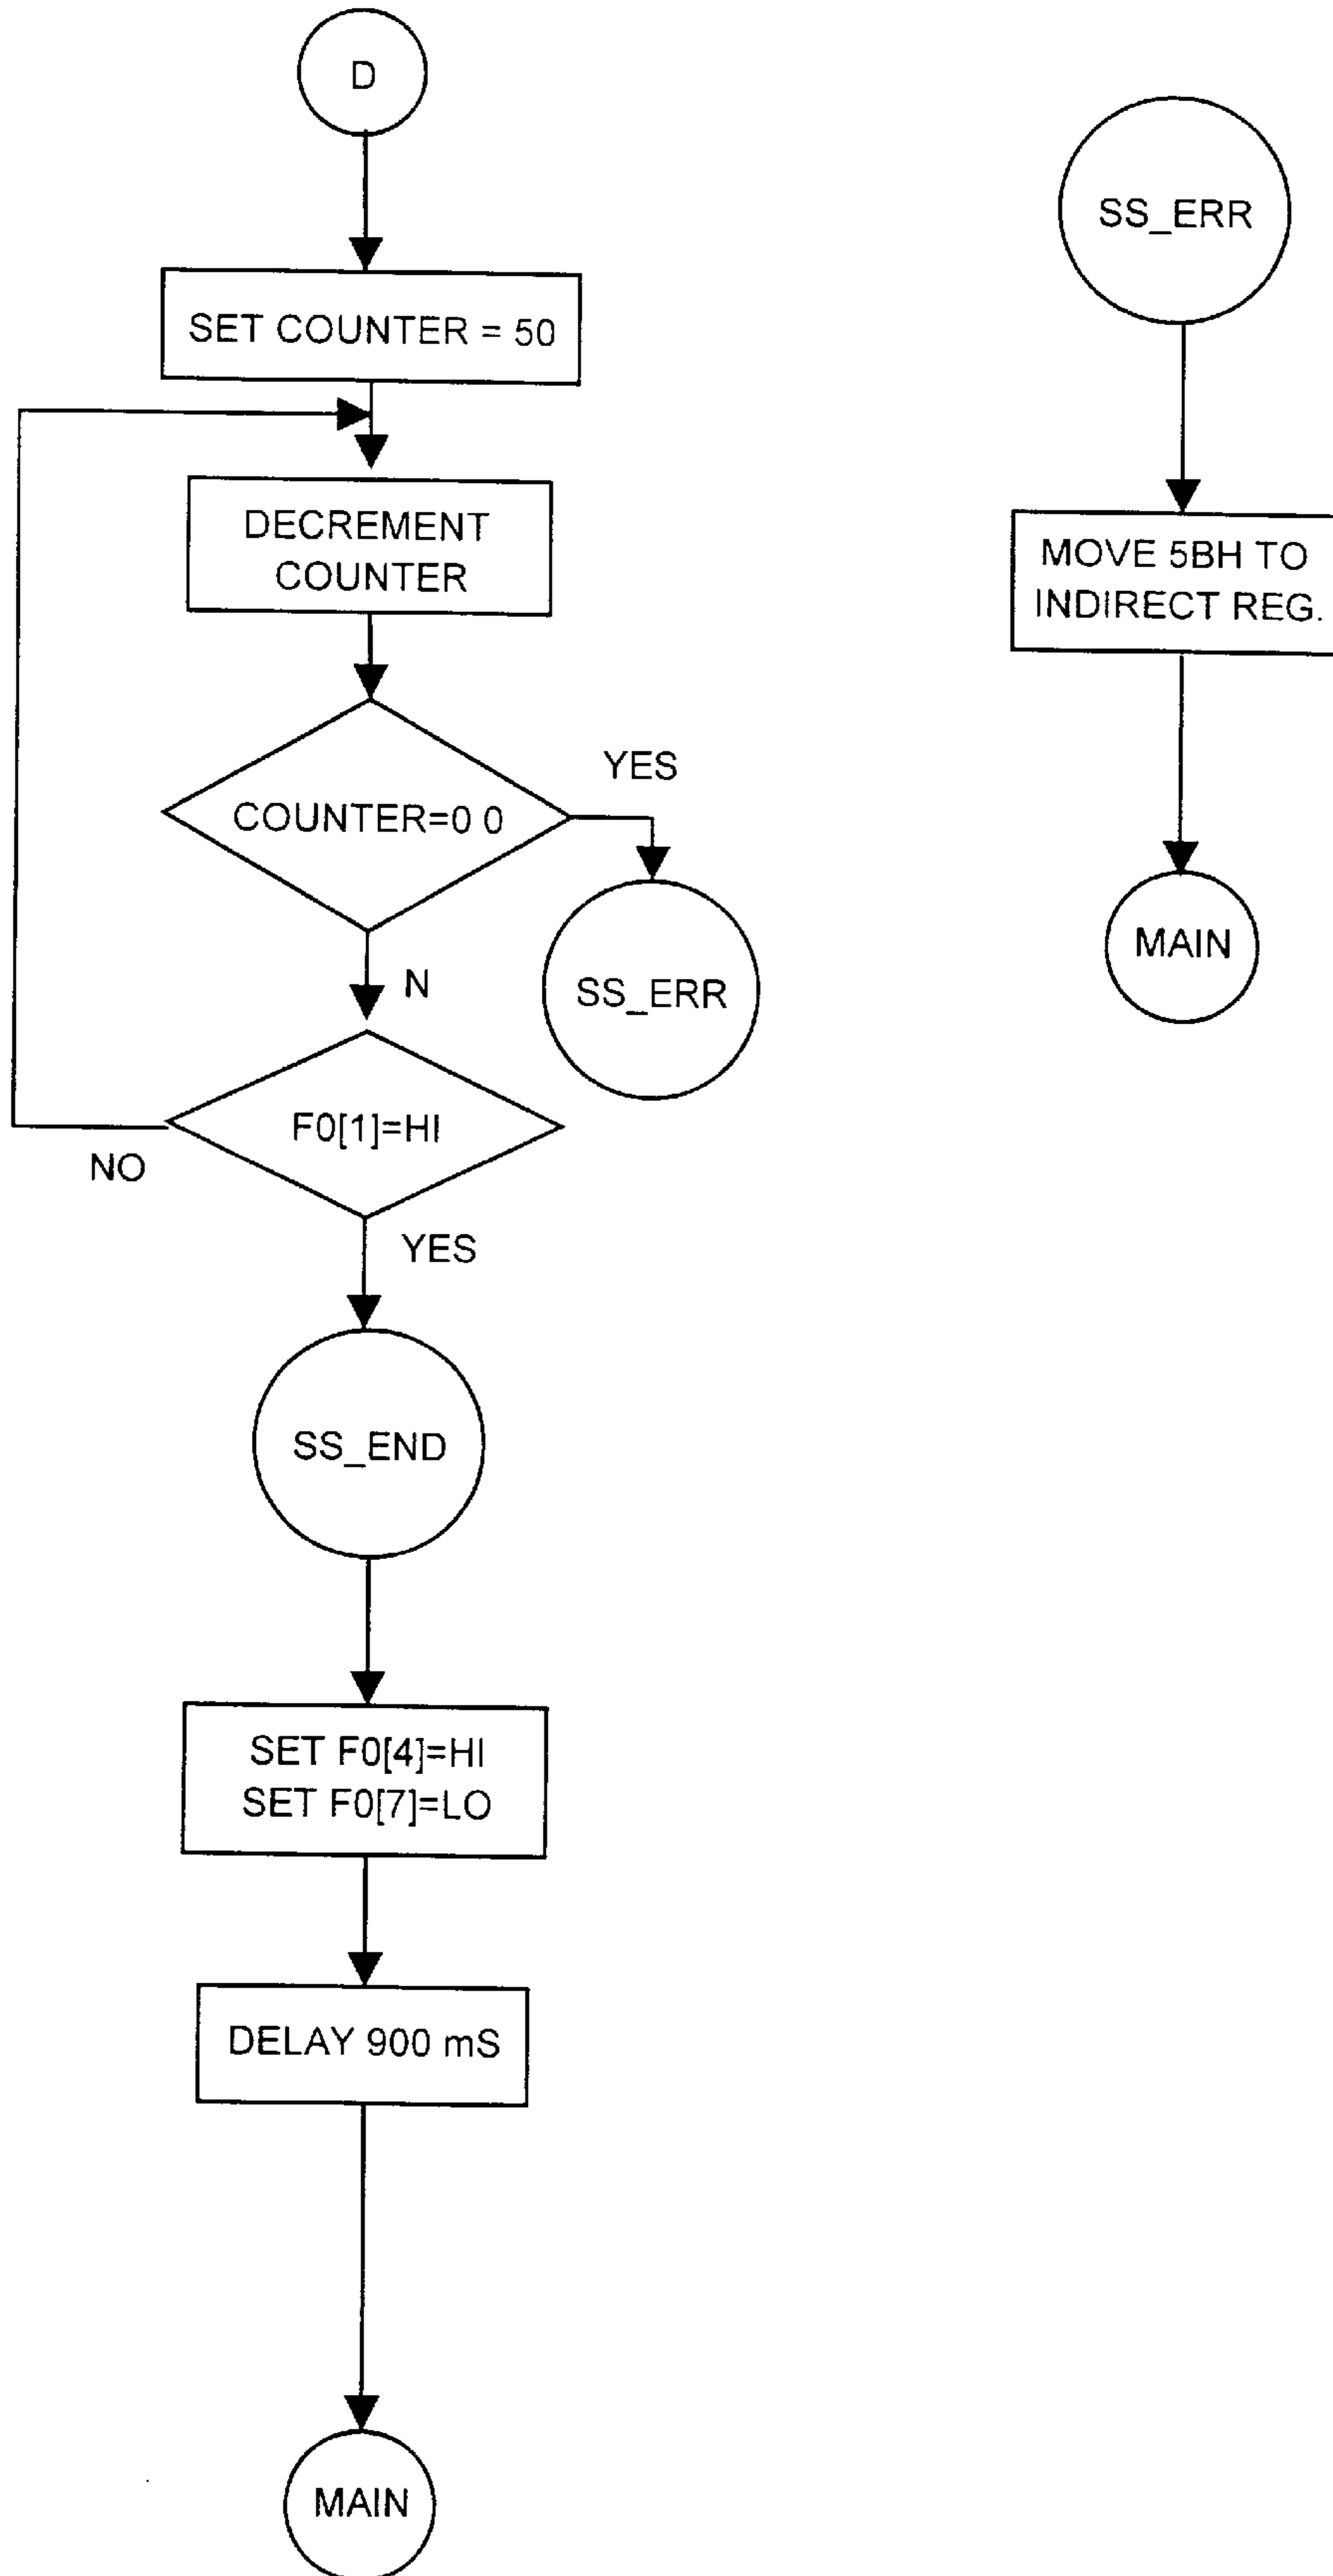 D
SET COUNTER = 50
DECREMENT
COUNTER
COUNTER=0 0
YES
SS_ERR
N
F0[1]=HI
NO
YES
SS_END
SET F0[4]=HI
SET F0[7]=LO
DELAY 900 mS
MAIN
SS_ERR
MOVE 5BH TO
INDIRECT REG.
MAIN